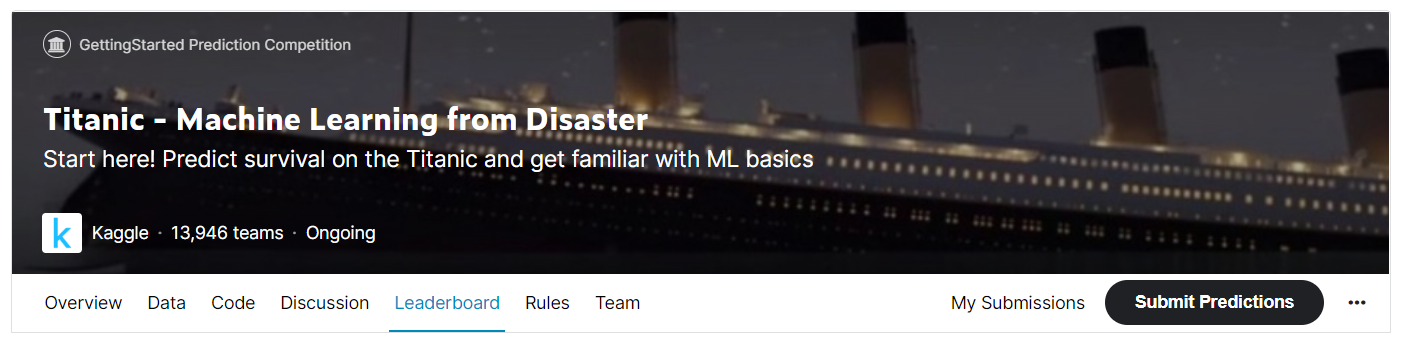 GettingStarted Prediction Competition
Titanic - Machine Learning from Disaster
Start here! Predict survival on the Titanic and get familiar with ML basics
k Kaggle · 13,946 teams · Ongoing
Overview Data Code Discussion Leaderboard Rules Team My Submissions Submit Predictions ···